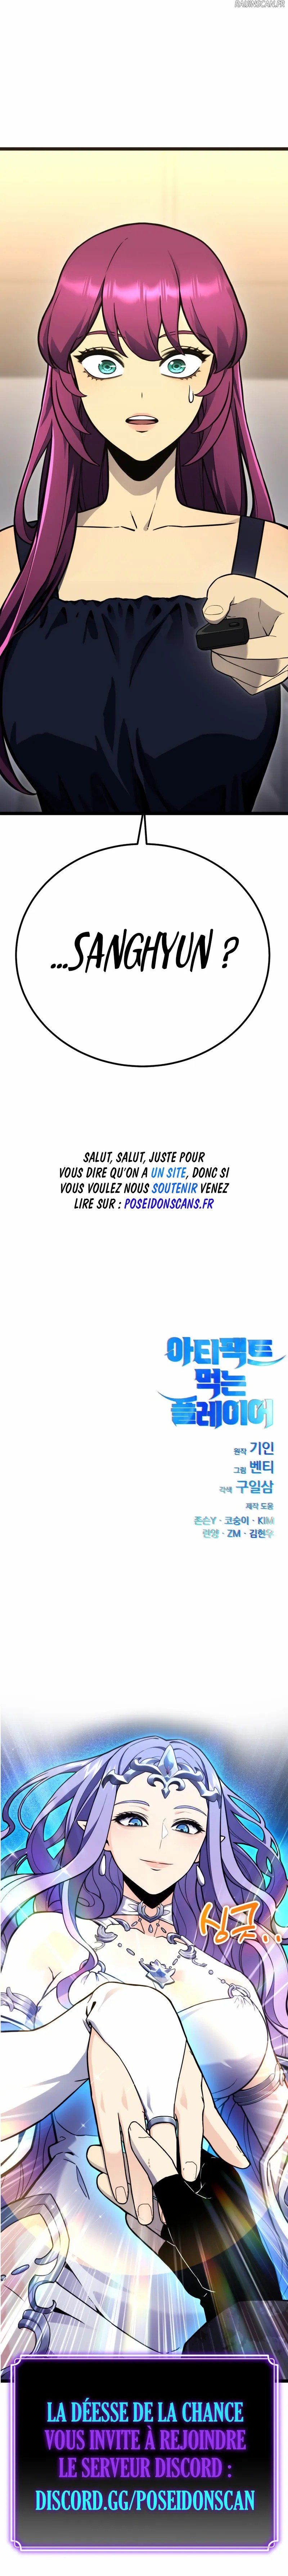 RAIJINSCAN.FR
...SANGHYUN ?
SALUT, SALUT, JUSTE POUR
VOUS DIRE QU'ON A UN SITE, DONC SI
VOUS VOULEZ NOUS SOUTENIR VENEZ
LIRE SUR : POSEIDONSCANS.FR
아티팩트
먹는
플레이어
원작 기인
그림 벤티
각색 구일삼
제작 도움
존슨Y · 코숭이 · KIM
란양 · ZM · 김현우
싱긋..
LA DÉESSE DE LA CHANCE
VOUS INVITE À REJOINDRE
LE SERVEUR DISCORD :
DISCORD.GG/POSEIDONSCAN